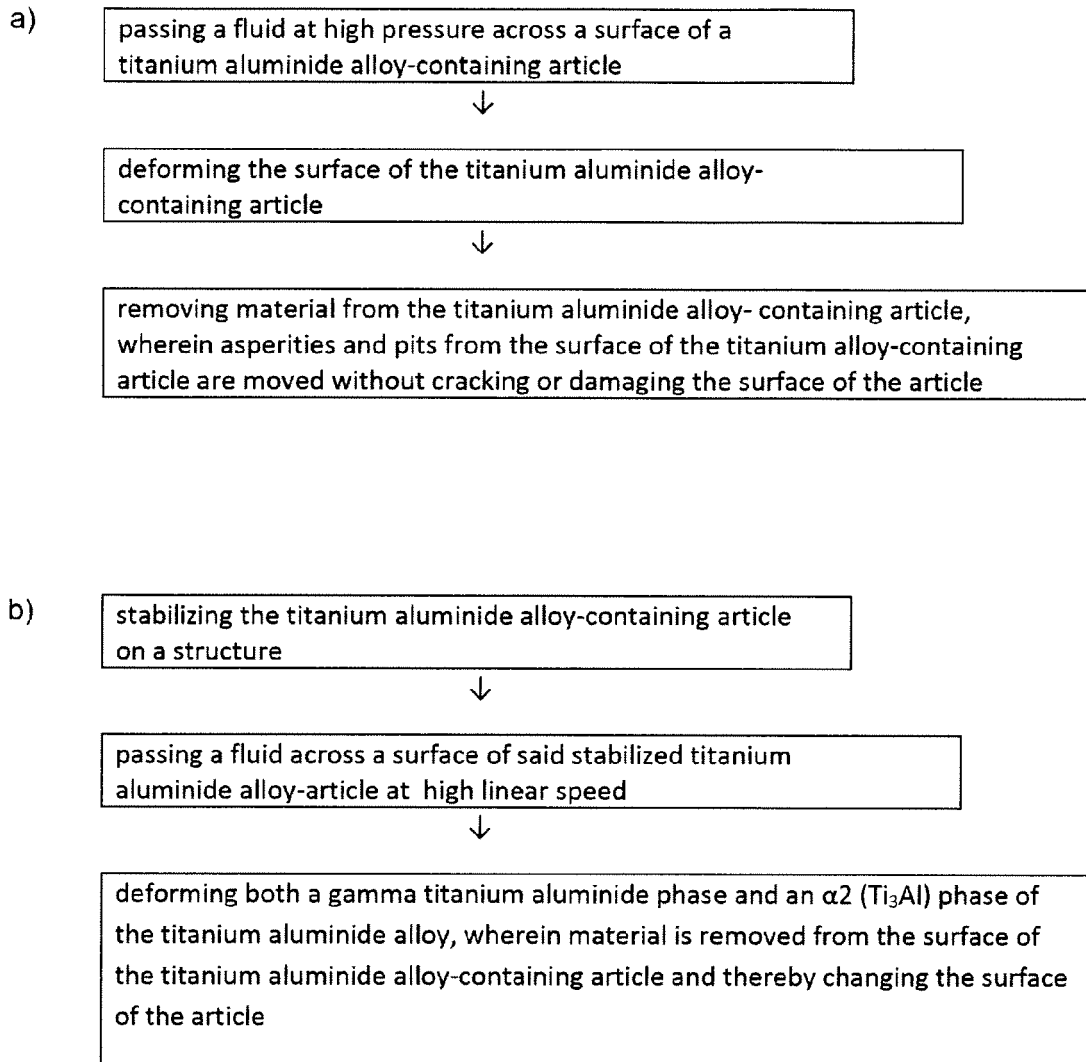 a)
passing a fluid at high pressure across a surface of a
titanium aluminide alloy-containing article
↓
deforming the surface of the titanium aluminide alloy-
containing article
↓
removing material from the titanium aluminide alloy- containing article,
wherein asperities and pits from the surface of the titanium alloy-containing
article are moved without cracking or damaging the surface of the article
b)
stabilizing the titanium aluminide alloy-containing article
on a structure
↓
passing a fluid across a surface of said stabilized titanium
aluminide alloy-article at high linear speed
↓
deforming both a gamma titanium aluminide phase and an α2 (Ti₃Al) phase of
the titanium aluminide alloy, wherein material is removed from the surface of
the titanium aluminide alloy-containing article and thereby changing the surface
of the article